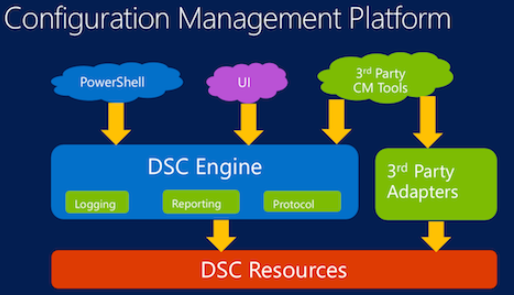 Configuration Management Platform
PowerShell
UI
3rd Party
CM Tools
DSC Engine
Logging
Reporting
Protocol
3rd Party
Adapters
DSC Resources